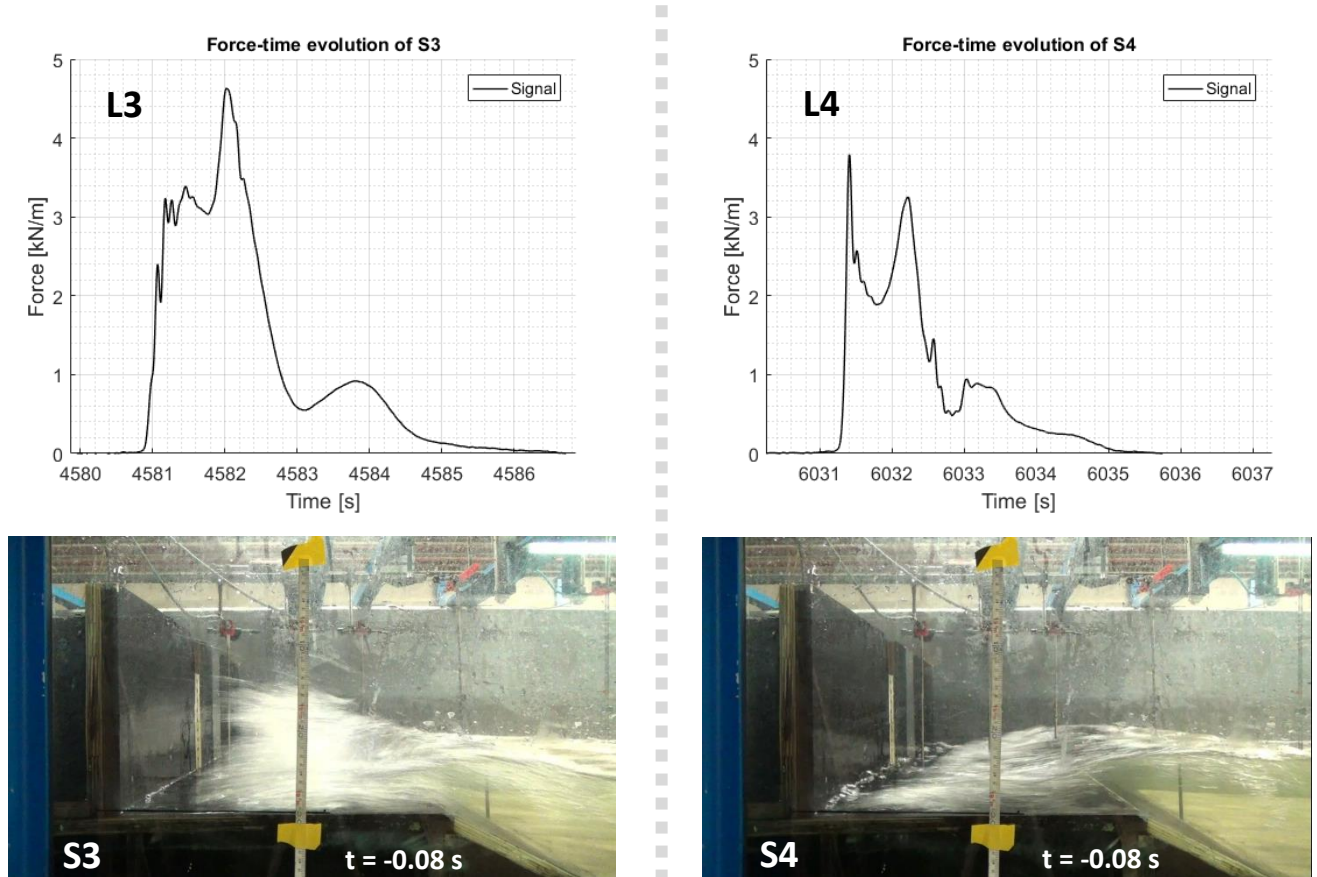 Force-time evolution of S3
L3
Signal
5
4
3
2
1
0
Force [kN/m]
4580 4581 4582 4583 4584 4585 4586
Time [s]
Force-time evolution of S4
L4
Signal
5
4
3
2
1
0
Force [kN/m]
6031 6032 6033 6034 6035 6036 6037
Time [s]
S3
t = -0.08 s
S4
t = -0.08 s